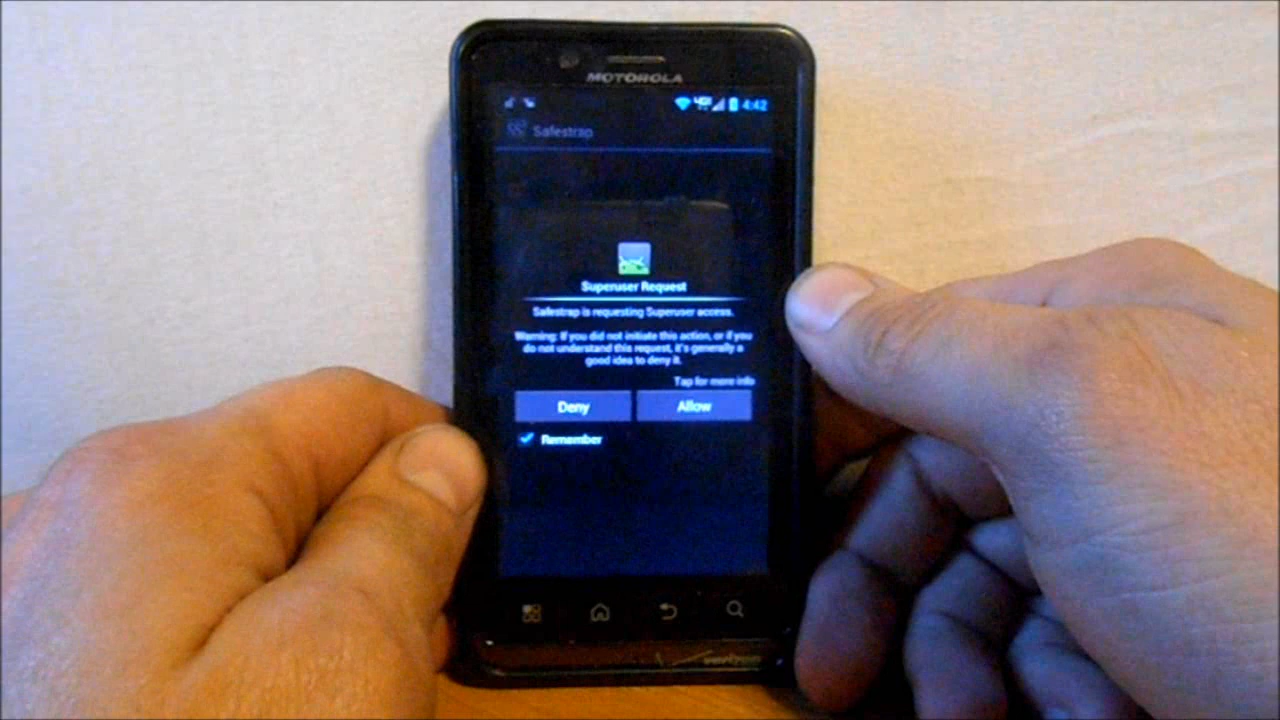 MOTOROLA
4G 4:42
Safestrap
Superuser Request
Safestrap is requesting Superuser access.
Warning: If you did not initiate this action, or if you
do not understand this request, it's generally a
good idea to deny it.
Tap for more info
Deny Allow
Remember
verizon